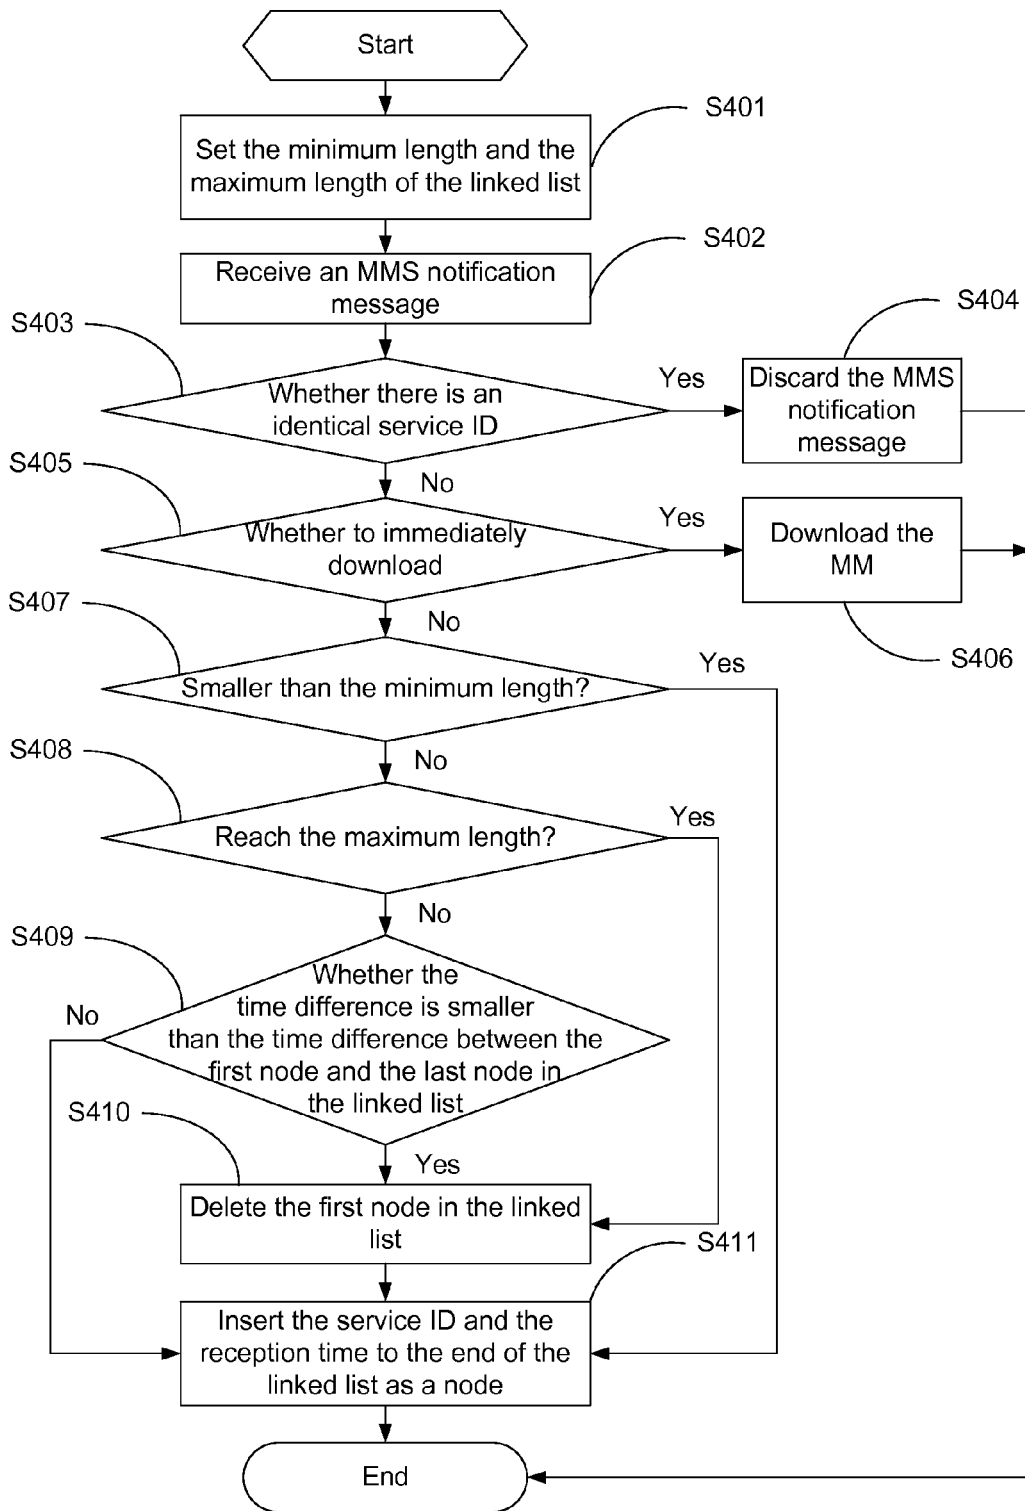 Start
S401
Set the minimum length and the
maximum length of the linked list
S402
Receive an MMS notification
message
S403
S404
Whether there is an
identical service ID
Yes
Discard the MMS
notification
message
No
S405
Whether to immediately
download
Yes
Download the
MM
S406
No
S407
Smaller than the minimum length?
Yes
No
S408
Reach the maximum length?
Yes
No
S409
Whether the
time difference is smaller
than the time difference between the
first node and the last node in
the linked list
No
Yes
S410
Delete the first node in the linked
list
S411
Insert the service ID and the
reception time to the end of the
linked list as a node
End